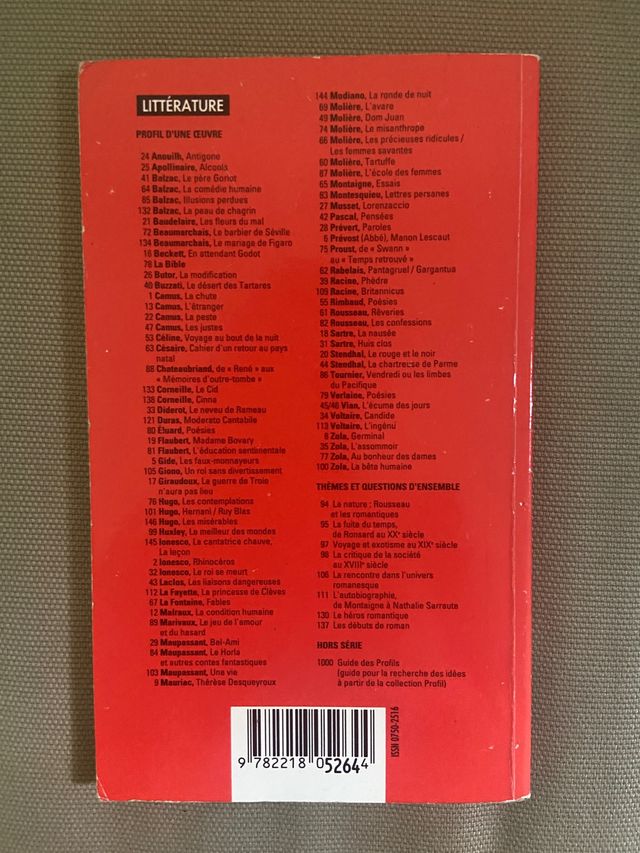 LITTÉRATURE
PROFIL D'UNE ŒUVRE
24 Anouilh, Antigone
25 Apollinaire, Alcools
41 Balzac, Le père Goriot
64 Balzac, La comédie humaine
85 Balzac, Illusions perdues
132 Balzac, La peau de chagrin
21 Baudelaire, Les fleurs du mal
72 Beaumarchais, Le barbier de Séville
134 Beaumarchais, Le mariage de Figaro
16 Beckett, En attendant Godot
78 La Bible
26 Butor, La modification
40 Buzzati, Le désert des Tartares
1 Camus, La chute
13 Camus, L'étranger
22 Camus, La peste
47 Camus, Les justes
53 Céline, Voyage au bout de la nuit
63 Césaire, Cahier d'un retour au pays
natal
88 Chateaubriand, de « René » aux
« Mémoires d'outre-tombe »
133 Corneille, Le Cid
138 Corneille, Cinna
33 Diderot, Le neveu de Rameau
121 Duras, Moderato Cantabile
80 Éluard, Poésies
19 Flaubert, Madame Bovary
81 Flaubert, L'éducation sentimentale
5 Gide, Les faux-monnayeurs
105 Giono, Un roi sans divertissement
17 Giraudoux, La guerre de Troie
n'aura pas lieu
76 Hugo, Les contemplations
101 Hugo, Hernani / Ruy Blas
146 Hugo, Les misérables
99 Huxley, Le meilleur des mondes
145 Ionesco, La cantatrice chauve,
La leçon
2 Ionesco, Rhinocéros
32 Ionesco, Le roi se meurt
43 Laclos, Les liaisons dangereuses
112 La Fayette, La princesse de Clèves
67 La Fontaine, Fables
12 Malraux, La condition humaine
89 Marivaux, Le jeu de l'amour
et du hasard
29 Maupassant, Bel-Ami
84 Maupassant, Le Horla
et autres contes fantastiques
103 Maupassant, Une vie
9 Mauriac, Thérèse Desqueyroux
144 Modiano, La ronde de nuit
69 Molière, L'avare
49 Molière, Dom Juan
74 Molière, Le misanthrope
66 Molière, Les précieuses ridicules /
Les femmes savantes
60 Molière, Tartuffe
87 Molière, L'école des femmes
65 Montaigne, Essais
83 Montesquieu, Lettres persanes
27 Musset, Lorenzaccio
42 Pascal, Pensées
28 Prévert, Paroles
6 Prévost (Abbé), Manon Lescaut
75 Proust, de « Swann »
au « Temps retrouvé »
62 Rabelais, Pantagruel / Gargantua
39 Racine, Phèdre
109 Racine, Britannicus
55 Rimbaud, Poésies
61 Rousseau, Rêveries
82 Rousseau, Les confessions
18 Sartre, La nausée
31 Sartre, Huis clos
20 Stendhal, Le rouge et le noir
44 Stendhal, La chartreuse de Parme
86 Tournier, Vendredi ou les limbes
du Pacifique
79 Verlaine, Poésies
45/46 Vian, L'écume des jours
34 Voltaire, Candide
113 Voltaire, L'ingénu
8 Zola, Germinal
35 Zola, L'assommoir
77 Zola, Au bonheur des dames
100 Zola, La bête humaine
THÈMES ET QUESTIONS D'ENSEMBLE
94 La nature : Rousseau
et les romantiques
95 La fuite du temps,
de Ronsard au XXᵉ siècle
97 Voyage et exotisme au XIXᵉ siècle
98 La critique de la société
au XVIIIᵉ siècle
106 La rencontre dans l'univers
romanesque
111 L'autobiographie,
de Montaigne à Nathalie Sarraute
130 Le héros romantique
137 Les débuts de roman
HORS SÉRIE
1000 Guide des Profils
(guide pour la recherche des idées
à partir de la collection Profil)
ISSN 0750-2516
9 782218 052644